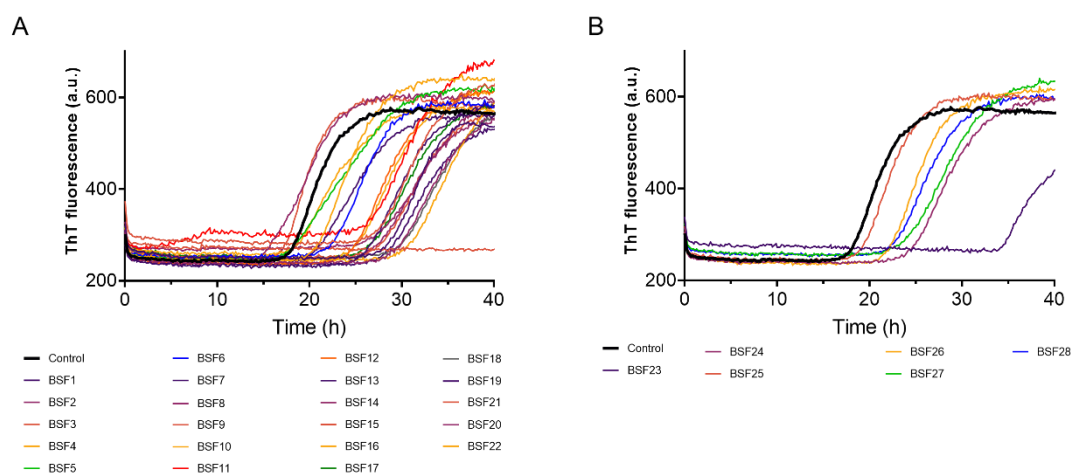 A
ThT fluorescence (a.u.)
600
400
200
0 10 20 30 40
Time (h)
Control BSF6 BSF12 BSF18
BSF1 BSF7 BSF13 BSF19
BSF2 BSF8 BSF14 BSF21
BSF3 BSF9 BSF15 BSF20
BSF4 BSF10 BSF16 BSF22
BSF5 BSF11 BSF17
B
ThT fluorescence (a.u.)
600
400
200
0 10 20 30 40
Time (h)
Control BSF24 BSF26 BSF28
BSF23 BSF25 BSF27